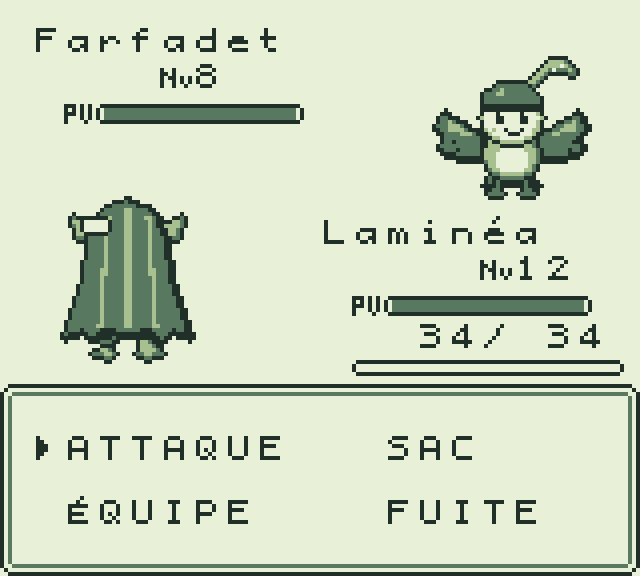 Farfadet
Nv8
PV
Laminéa
Nv12
PV
34/ 34
ATTAQUE SAC
ÉQUIPE FUITE